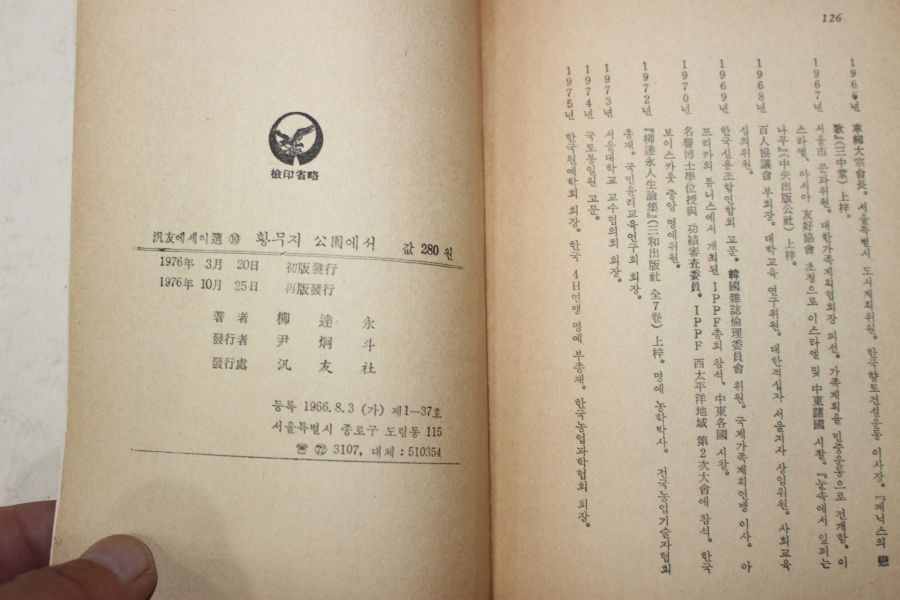 檢印省略
汎友에세이選 ⑩ 황무지 公園에서 값 280 원
1976年 3月 20日 初版發行
1976年 10月 25日 再版發行
著者 柳達永
發行者 尹炯斗
發行處 汎友社
등록 1966.8.3 (가) 제1—37호
서울특별시 종로구 도렴동 115
☎ ㊆ 3107, 대체 : 510354
126
1966년 車柳大宗會長。서울특별시 도시계획위원。한국향토건설운동 이사장。『페닉스의 戀
歌』(三中堂) 上梓。
1967년 서울市 문화위원。대한가족계획협회장 피선。가족계획을 민중운동으로 전개함。이
스라엘、아시아 友好協會 초청으로 이스라엘 및 中東諸國 시찰。『눈속에서 잎피는
나무』(中央出版公社) 上梓。
1968년 百人協議會 부회장。대학교육 연구위원。대한적십자 서울지사 상임위원。사회교육
심의위원。
1969년 한국신용조합연합회 고문。韓國雜誌倫理委員會 위원。국제가족계획연맹 이사。아
프리카의 튜니스에서 개최된 IPPF총회 참석、中東各國 시찰。
1970년 名譽博士學位授與 功績審査委員。IPPF 西太平洋地域 第2次大會에 참석。한국
보이스카웃 중앙 명예위원。
1972년 『柳達永人生論集』(三和出版社 全7卷) 上梓。명예 농학박사。전국농업기술자협회
총재。국민윤리교육연구회 회장。
1973년 서울대학교 교수협의회 회장。
1974년 국토통일원 고문。
1975년 한국원예학회 회장。한국 4H연맹 명예 부총재。한국농업과학협회 회장。